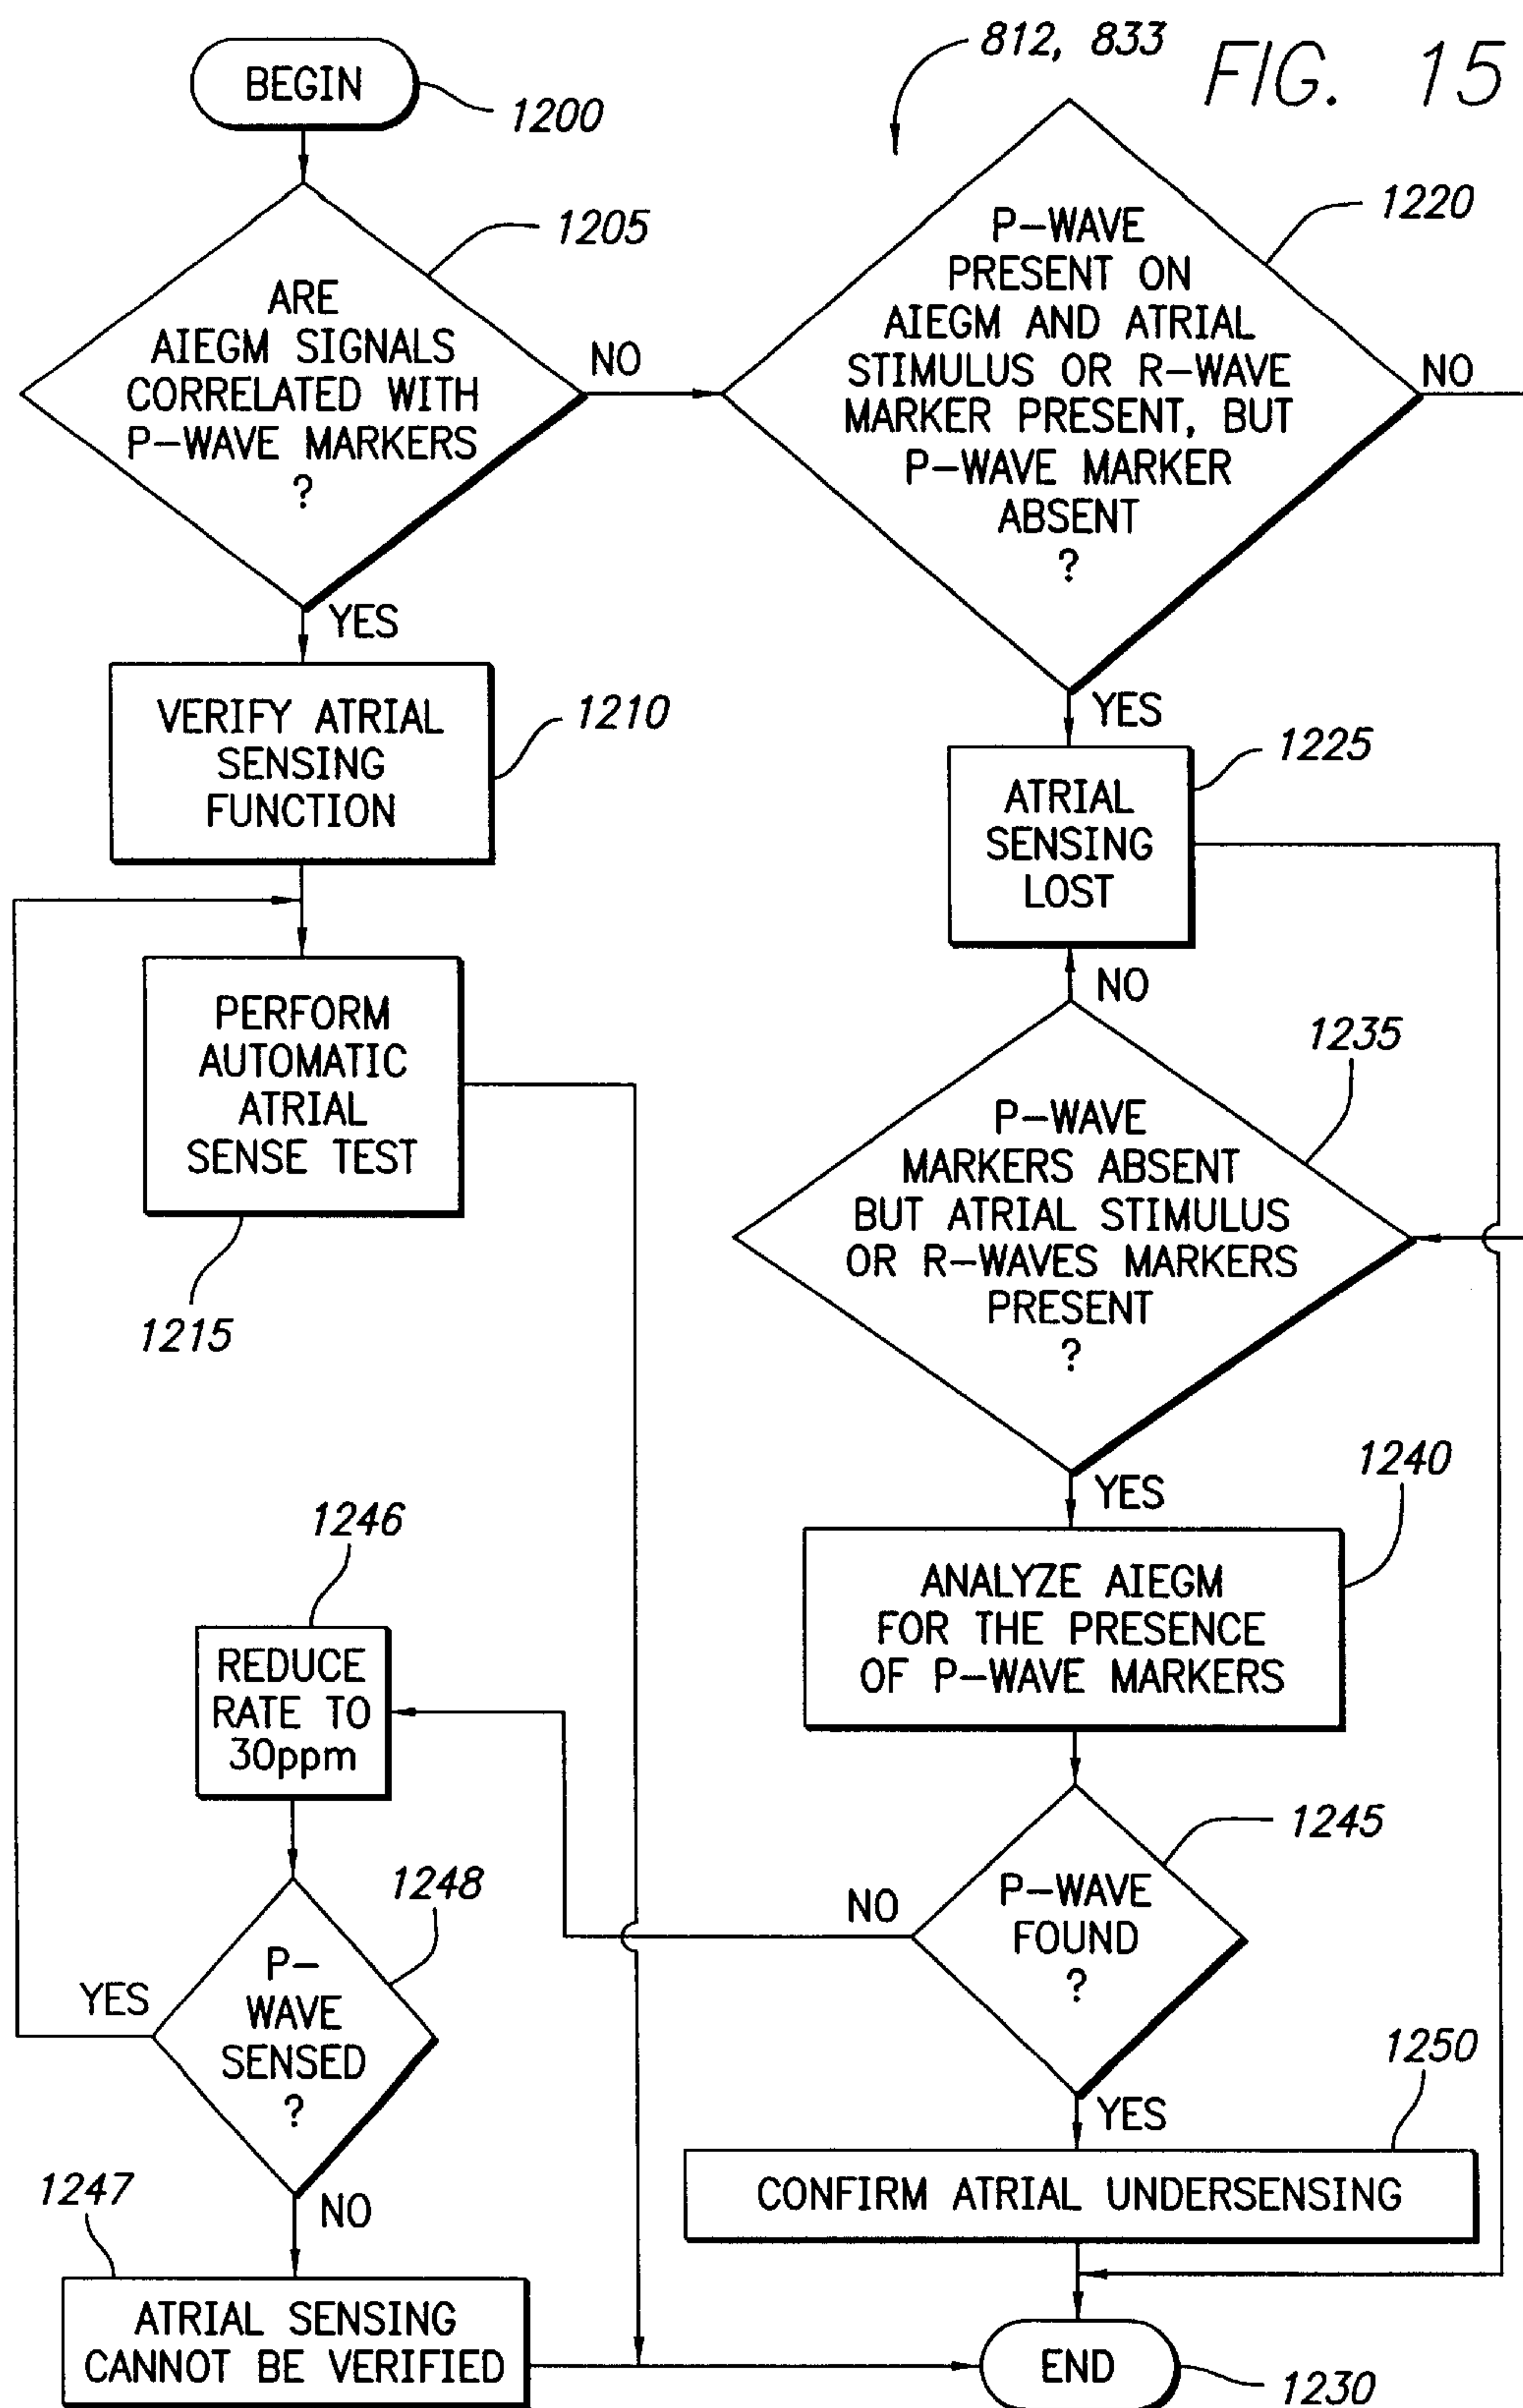 FIG. 15
812, 833
BEGIN
1200
ARE
AIEGM SIGNALS
CORRELATED WITH
P-WAVE MARKERS
?
1205
NO
YES
VERIFY ATRIAL
SENSING
FUNCTION
1210
PERFORM
AUTOMATIC
ATRIAL
SENSE TEST
1215
P-WAVE
PRESENT ON
AIEGM AND ATRIAL
STIMULUS OR R-WAVE
MARKER PRESENT, BUT
P-WAVE MARKER
ABSENT
?
1220
NO
YES
ATRIAL
SENSING
LOST
1225
NO
P-WAVE
MARKERS ABSENT
BUT ATRIAL STIMULUS
OR R-WAVES MARKERS
PRESENT
?
1235
YES
ANALYZE AIEGM
FOR THE PRESENCE
OF P-WAVE MARKERS
1240
P-WAVE
FOUND
?
1245
NO
YES
1246
REDUCE
RATE TO
30ppm
P-
WAVE
SENSED
?
1248
YES
NO
1247
ATRIAL SENSING
CANNOT BE VERIFIED
1250
CONFIRM ATRIAL UNDERSENSING
END
1230